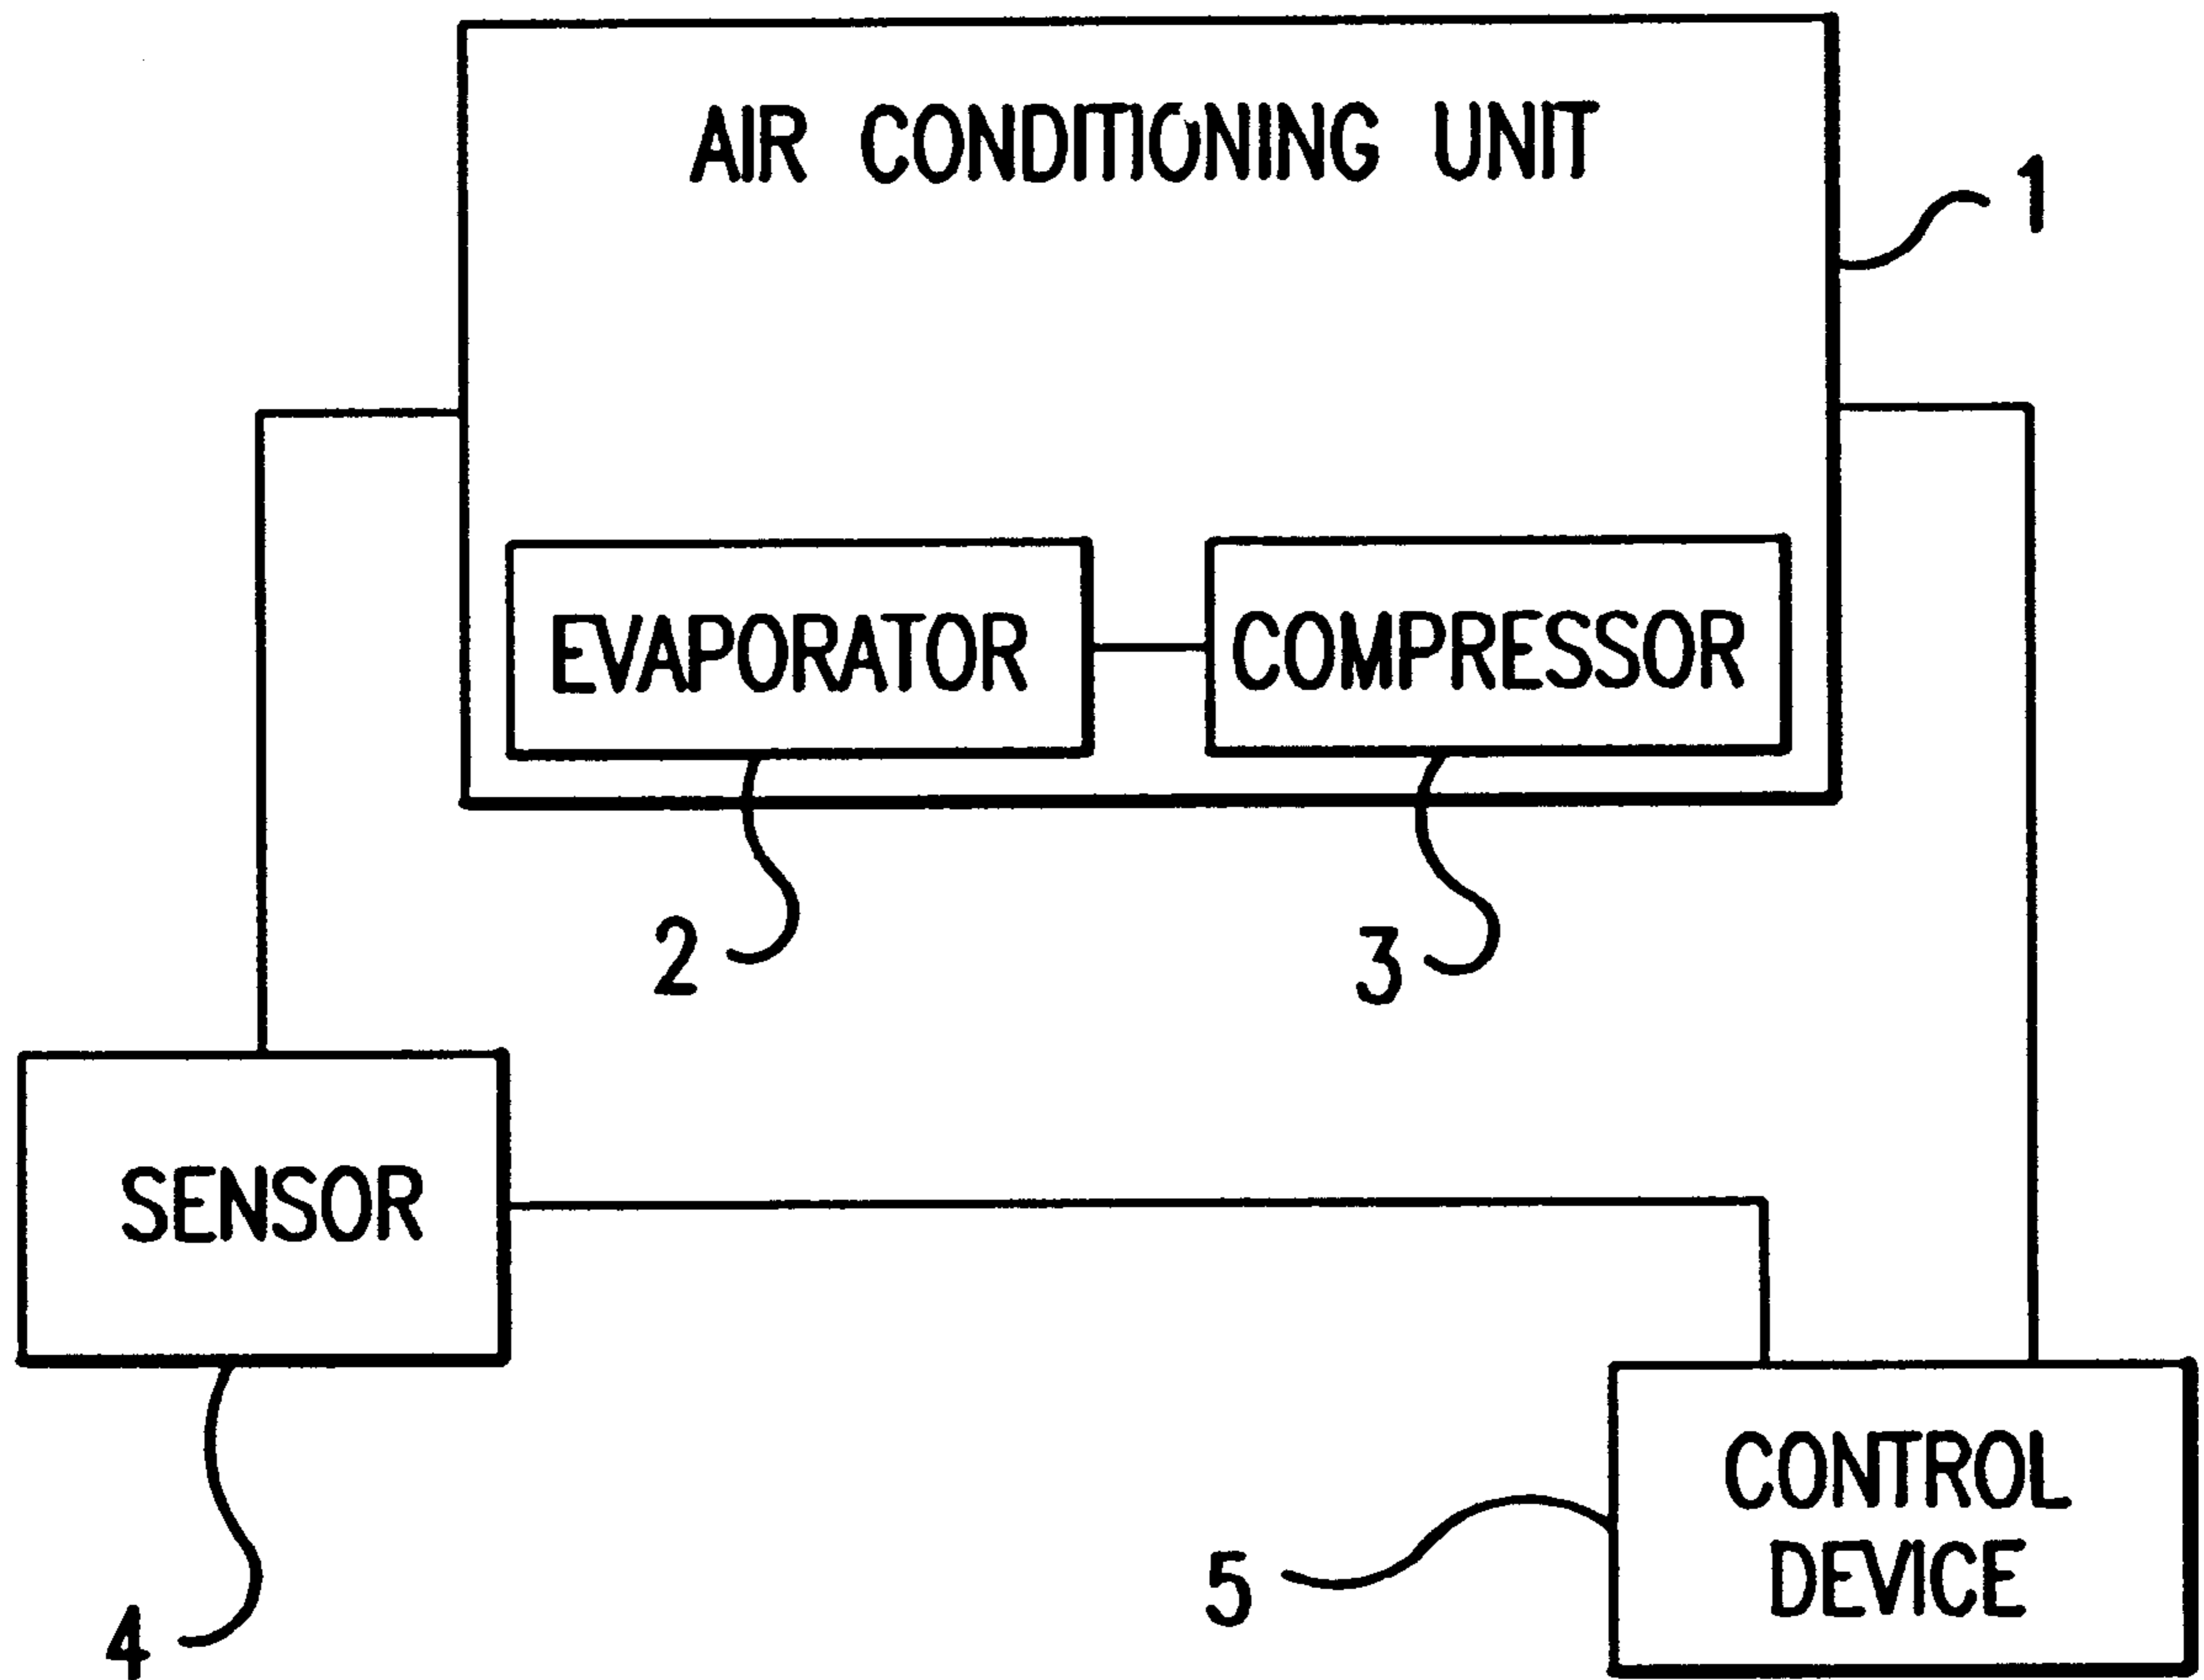 AIR CONDITIONING UNIT
1
EVAPORATOR
COMPRESSOR
2
3
SENSOR
CONTROL
DEVICE
5
4